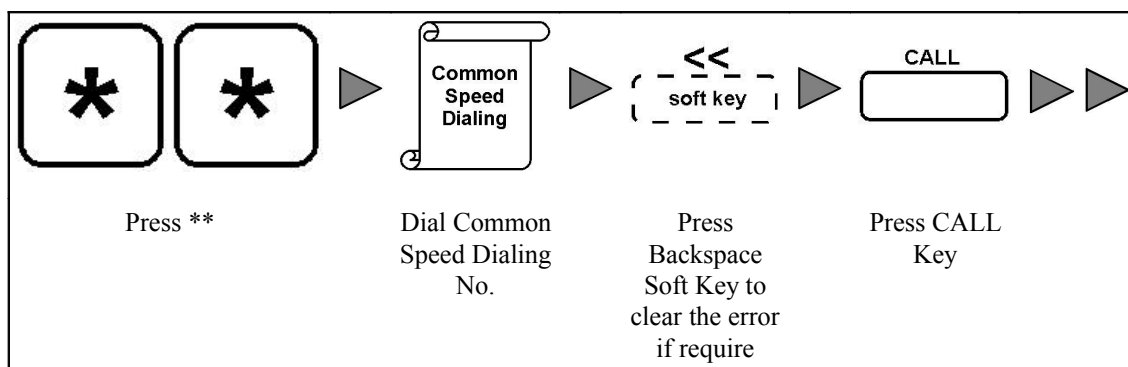 * *
Common
Speed
Dialing
<<
soft key
CALL
Press **
Dial Common
Speed Dialing
No.
Press
Backspace
Soft Key to
clear the error
if require
Press CALL
Key